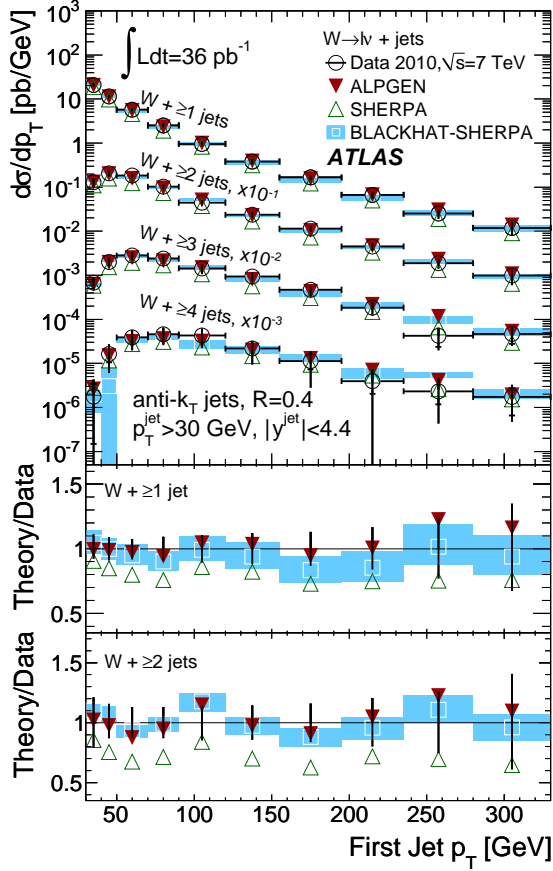 dσ/dp_T [pb/GeV]
10³
10²
10
1
10⁻¹
10⁻²
10⁻³
10⁻⁴
10⁻⁵
10⁻⁶
10⁻⁷
∫Ldt=36 pb⁻¹
W→lν + jets
Data 2010,√s=7 TeV
ALPGEN
SHERPA
BLACKHAT-SHERPA
ATLAS
W + ≥1 jets
W + ≥2 jets, x10⁻¹
W + ≥3 jets, x10⁻²
W + ≥4 jets, x10⁻³
anti-k_T jets, R=0.4
p_T^jet>30 GeV, |y^jet|<4.4
Theory/Data
1.5
1
0.5
W + ≥1 jet
Theory/Data
1.5
1
0.5
W + ≥2 jets
50 100 150 200 250 300
First Jet p_T [GeV]